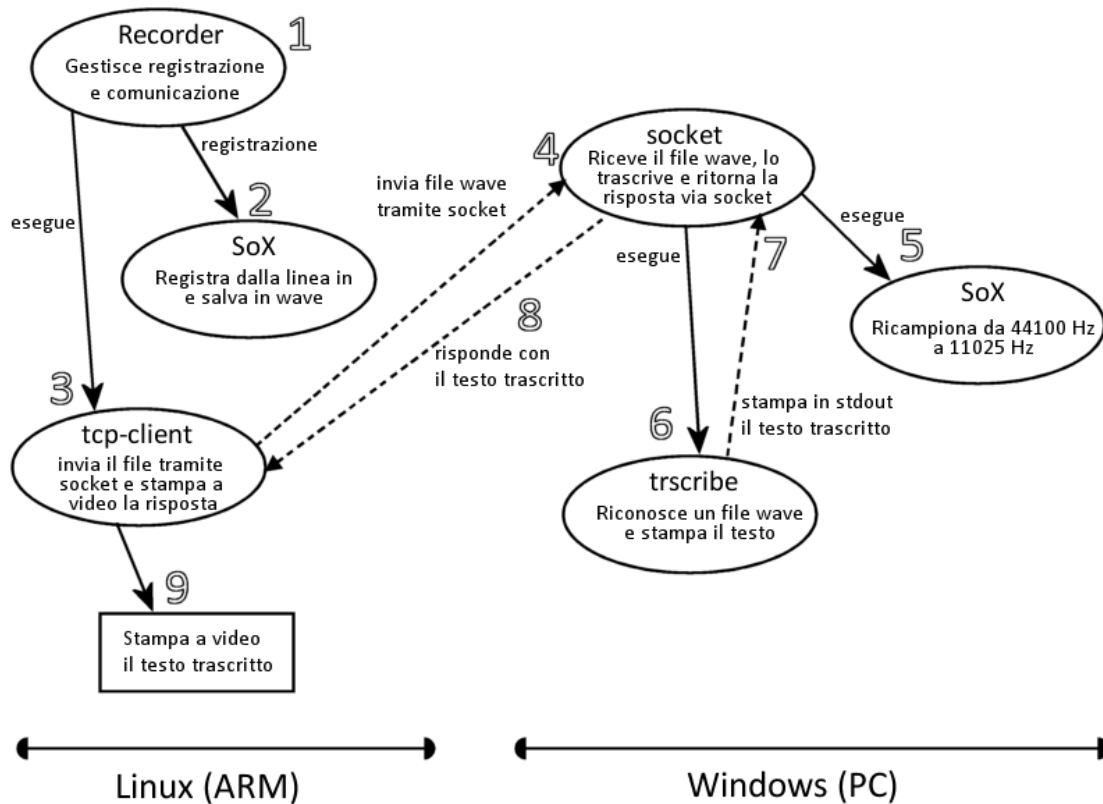 1
Recorder
Gestisce registrazione
e comunicazione
registrazione
esegue
2
SoX
Registra dalla linea in
e salva in wave
3
tcp-client
invia il file tramite
socket e stampa a
video la risposta
invia file wave
tramite socket
4
socket
Riceve il file wave, lo
trascrive e ritorna la
risposta via socket
esegue
5
SoX
Ricampiona da 44100 Hz
a 11025 Hz
esegue
6
trscribe
Riconosce un file wave
e stampa il testo
7
stampa in stdout
il testo trascritto
8
risponde con
il testo trascritto
9
Stampa a video
il testo trascritto
Linux (ARM)
Windows (PC)